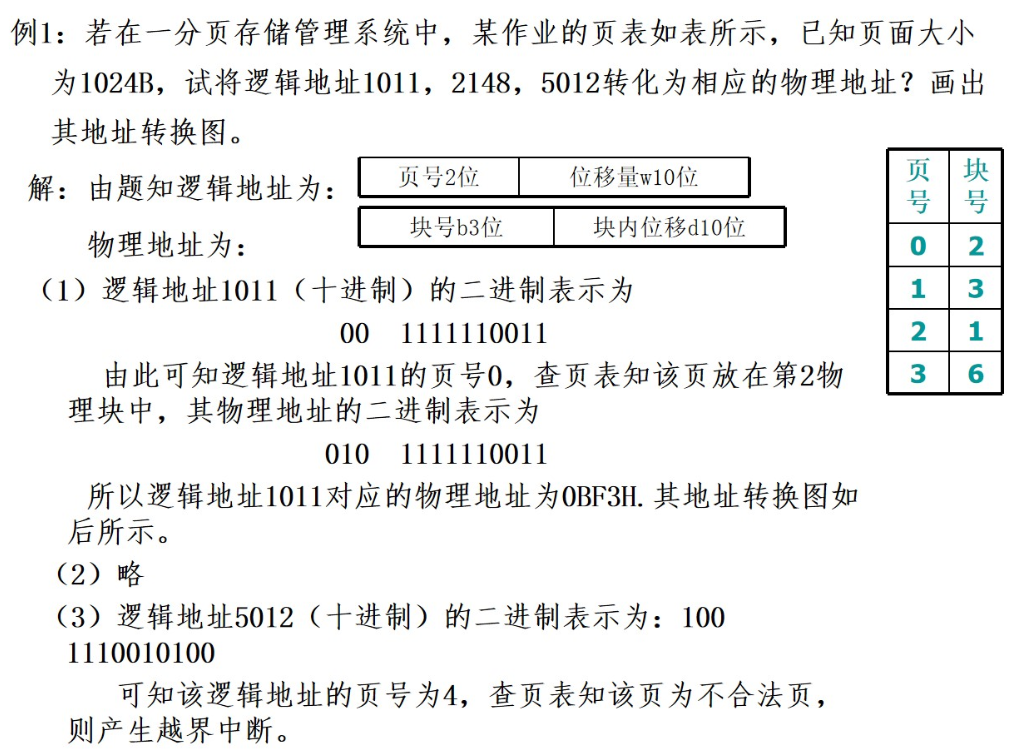 例1：若在一分页存储管理系统中，某作业的页表如表所示，已知页面大小
为1024B，试将逻辑地址1011，2148，5012转化为相应的物理地址？画出
其地址转换图。
解：由题知逻辑地址为：
页号2位 位移量w10位
物理地址为：
块号b3位 块内位移d10位
页号 块号
0 2
1 3
2 1
3 6
（1）逻辑地址1011（十进制）的二进制表示为
00 1111110011
由此可知逻辑地址1011的页号0，查页表知该页放在第2物
理块中，其物理地址的二进制表示为
010 1111110011
所以逻辑地址1011对应的物理地址为0BF3H.其地址转换图如
后所示。
（2）略
（3）逻辑地址5012（十进制）的二进制表示为：100
1110010100
可知该逻辑地址的页号为4，查页表知该页为不合法页，
则产生越界中断。